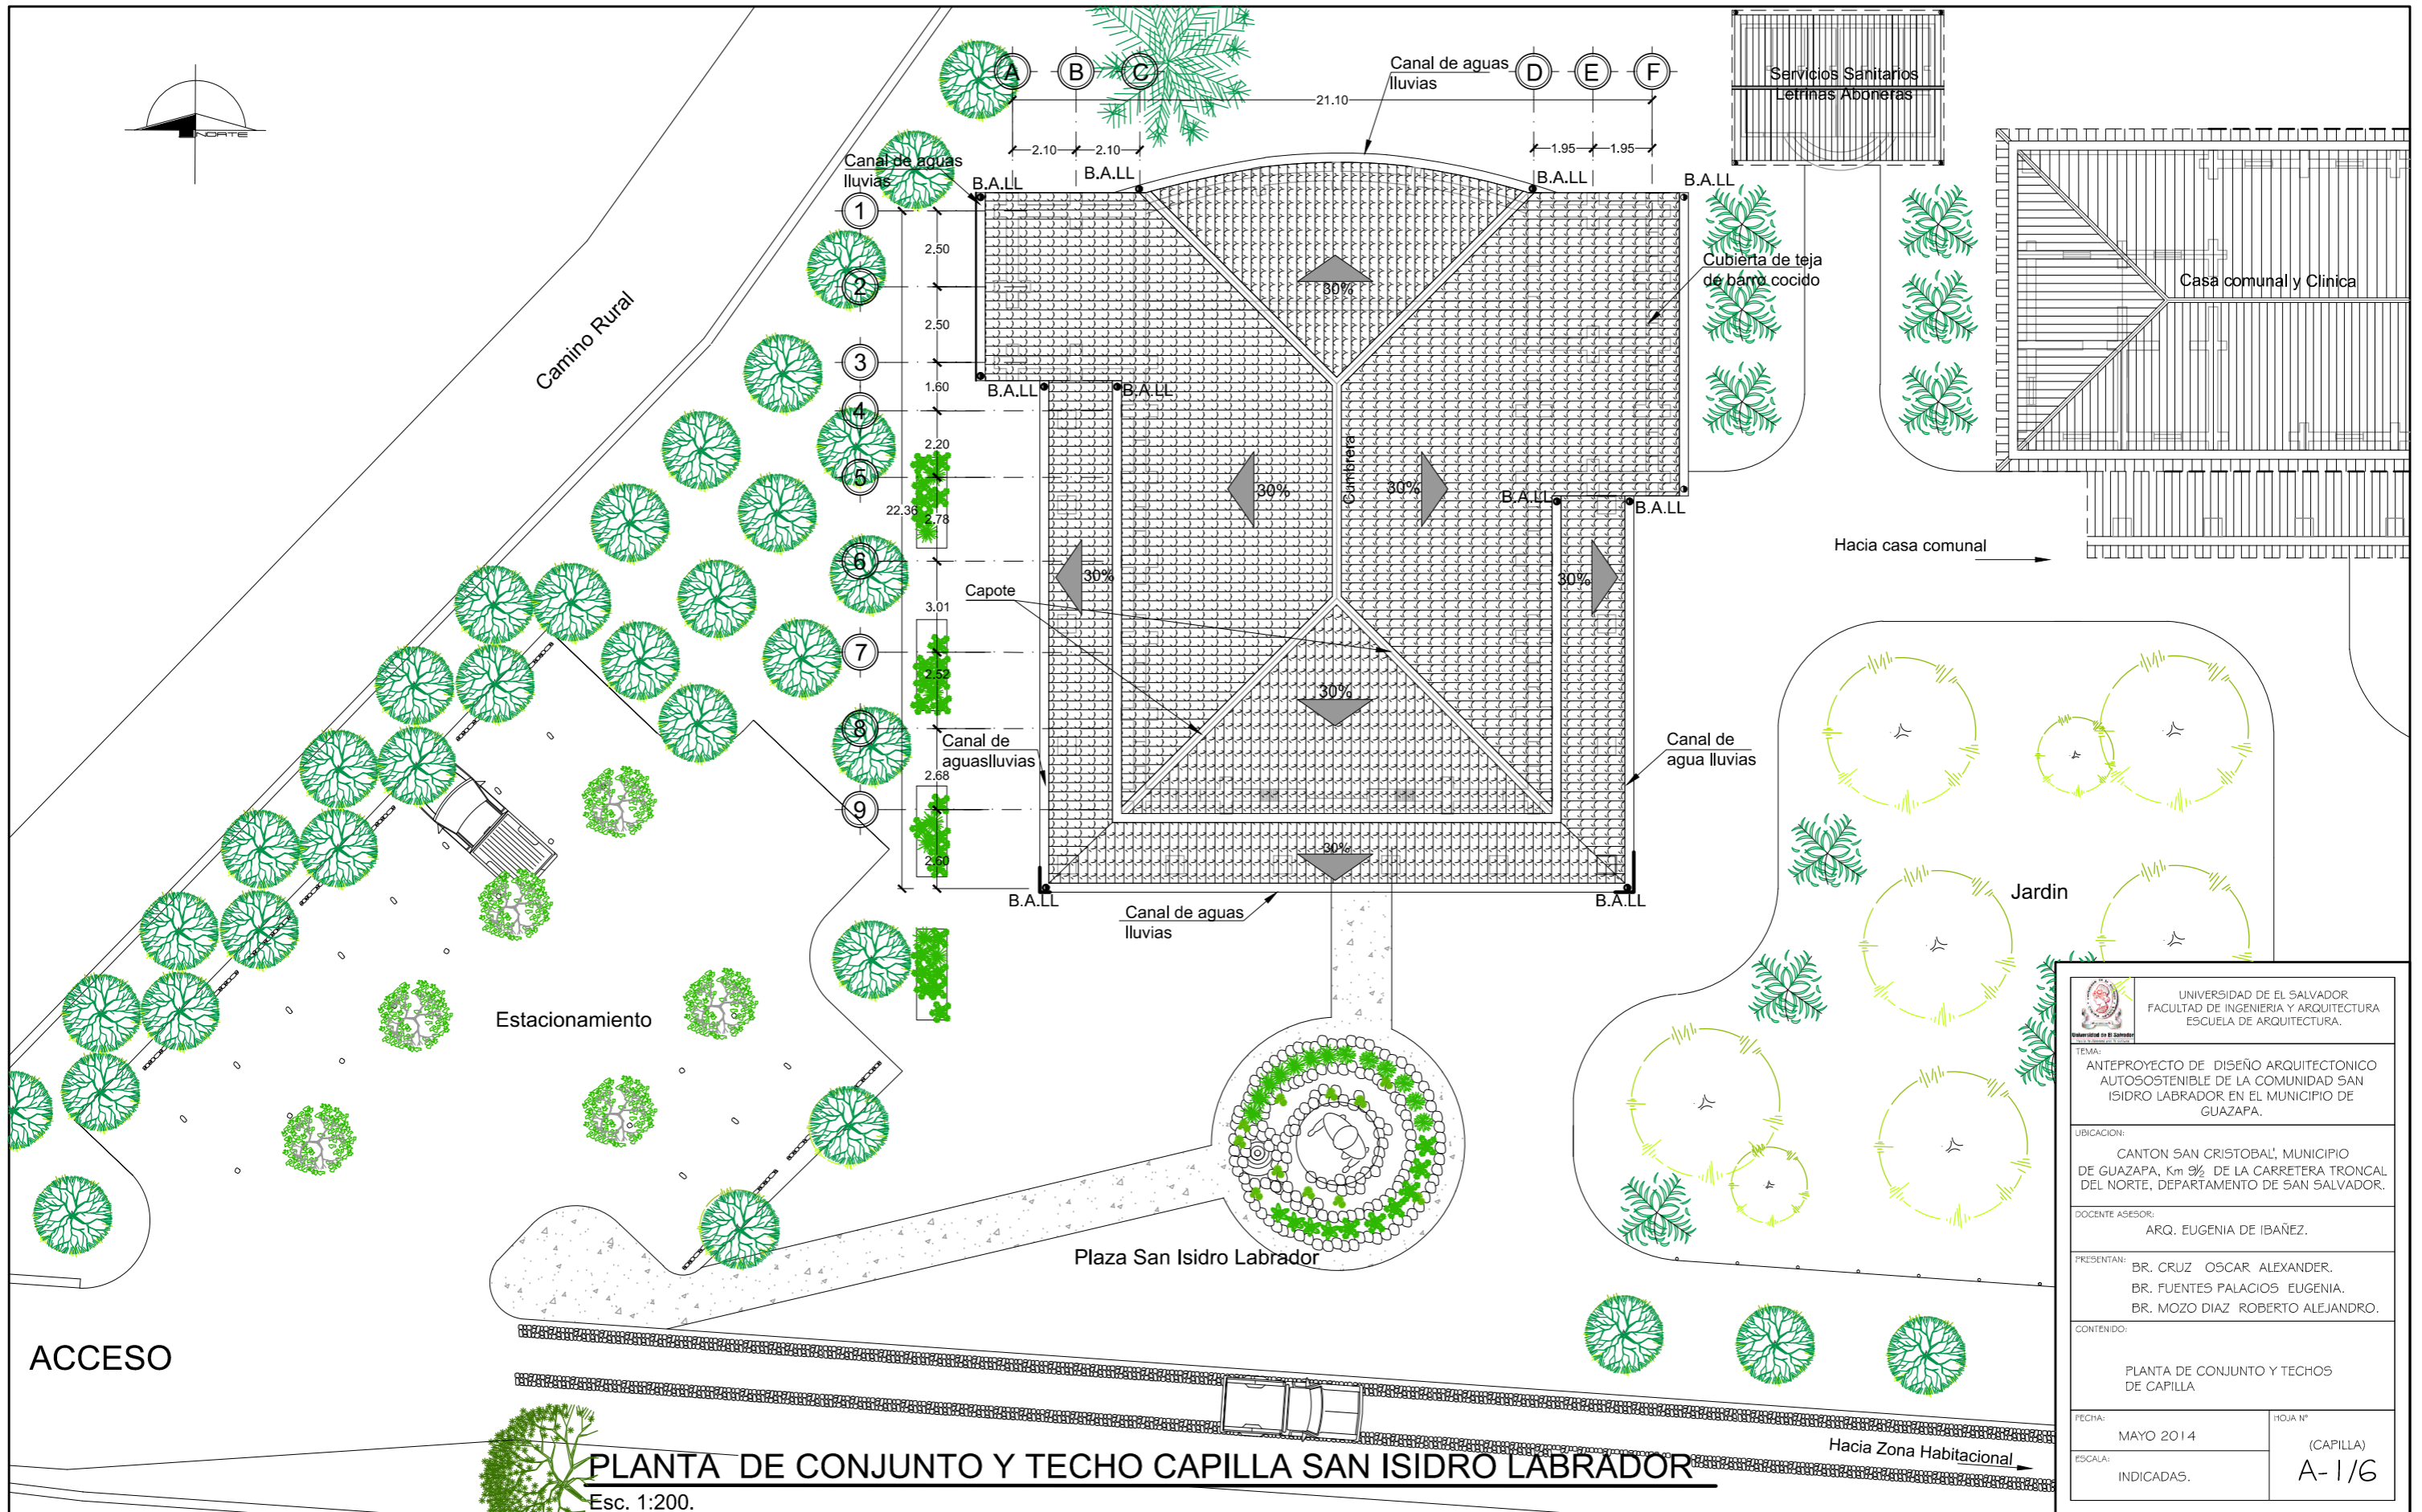 NORTE
A
B
C
D
E
F
21.10
2.10
2.10
1.95
1.95
Canal de aguas
lluvias
Canal de aguas
lluvias
B.A.LL
B.A.LL
B.A.LL
B.A.LL
Servicios Sanitarios
Letrinas Aboneras
Casa comunal y Clinica
Cubierta de teja
de barro cocido
Camino Rural
1
2
3
4
5
6
7
8
9
2.50
2.50
1.60
2.20
2.78
3.01
2.52
2.68
2.60
22.36
B.A.LL
B.A.LL
B.A.LL
B.A.LL
30%
30%
30%
30%
30%
30%
30%
Cumbrera
Capote
Hacia casa comunal
Canal de
aguaslluvias
Canal de
agua lluvias
B.A.LL
B.A.LL
Canal de aguas
lluvias
Jardin
Estacionamiento
Plaza San Isidro Labrador
ACCESO
Hacia Zona Habitacional
PLANTA DE CONJUNTO Y TECHO CAPILLA SAN ISIDRO LABRADOR
Esc. 1:200.
Universidad de El Salvador
UNIVERSIDAD DE EL SALVADOR
FACULTAD DE INGENIERIA Y ARQUITECTURA
ESCUELA DE ARQUITECTURA.
TEMA:
ANTEPROYECTO DE DISEÑO ARQUITECTONICO
AUTOSOSTENIBLE DE LA COMUNIDAD SAN
ISIDRO LABRADOR EN EL MUNICIPIO DE
GUAZAPA.
UBICACION:
CANTON SAN CRISTOBAL', MUNICIPIO
DE GUAZAPA, Km 9½ DE LA CARRETERA TRONCAL
DEL NORTE, DEPARTAMENTO DE SAN SALVADOR.
DOCENTE ASESOR:
ARQ. EUGENIA DE IBAÑEZ.
PRESENTAN:
BR. CRUZ OSCAR ALEXANDER.
BR. FUENTES PALACIOS EUGENIA.
BR. MOZO DIAZ ROBERTO ALEJANDRO.
CONTENIDO:
PLANTA DE CONJUNTO Y TECHOS
DE CAPILLA
FECHA:
MAYO 2014
HOJA Nº
(CAPILLA)
A-1/6
ESCALA:
INDICADAS.